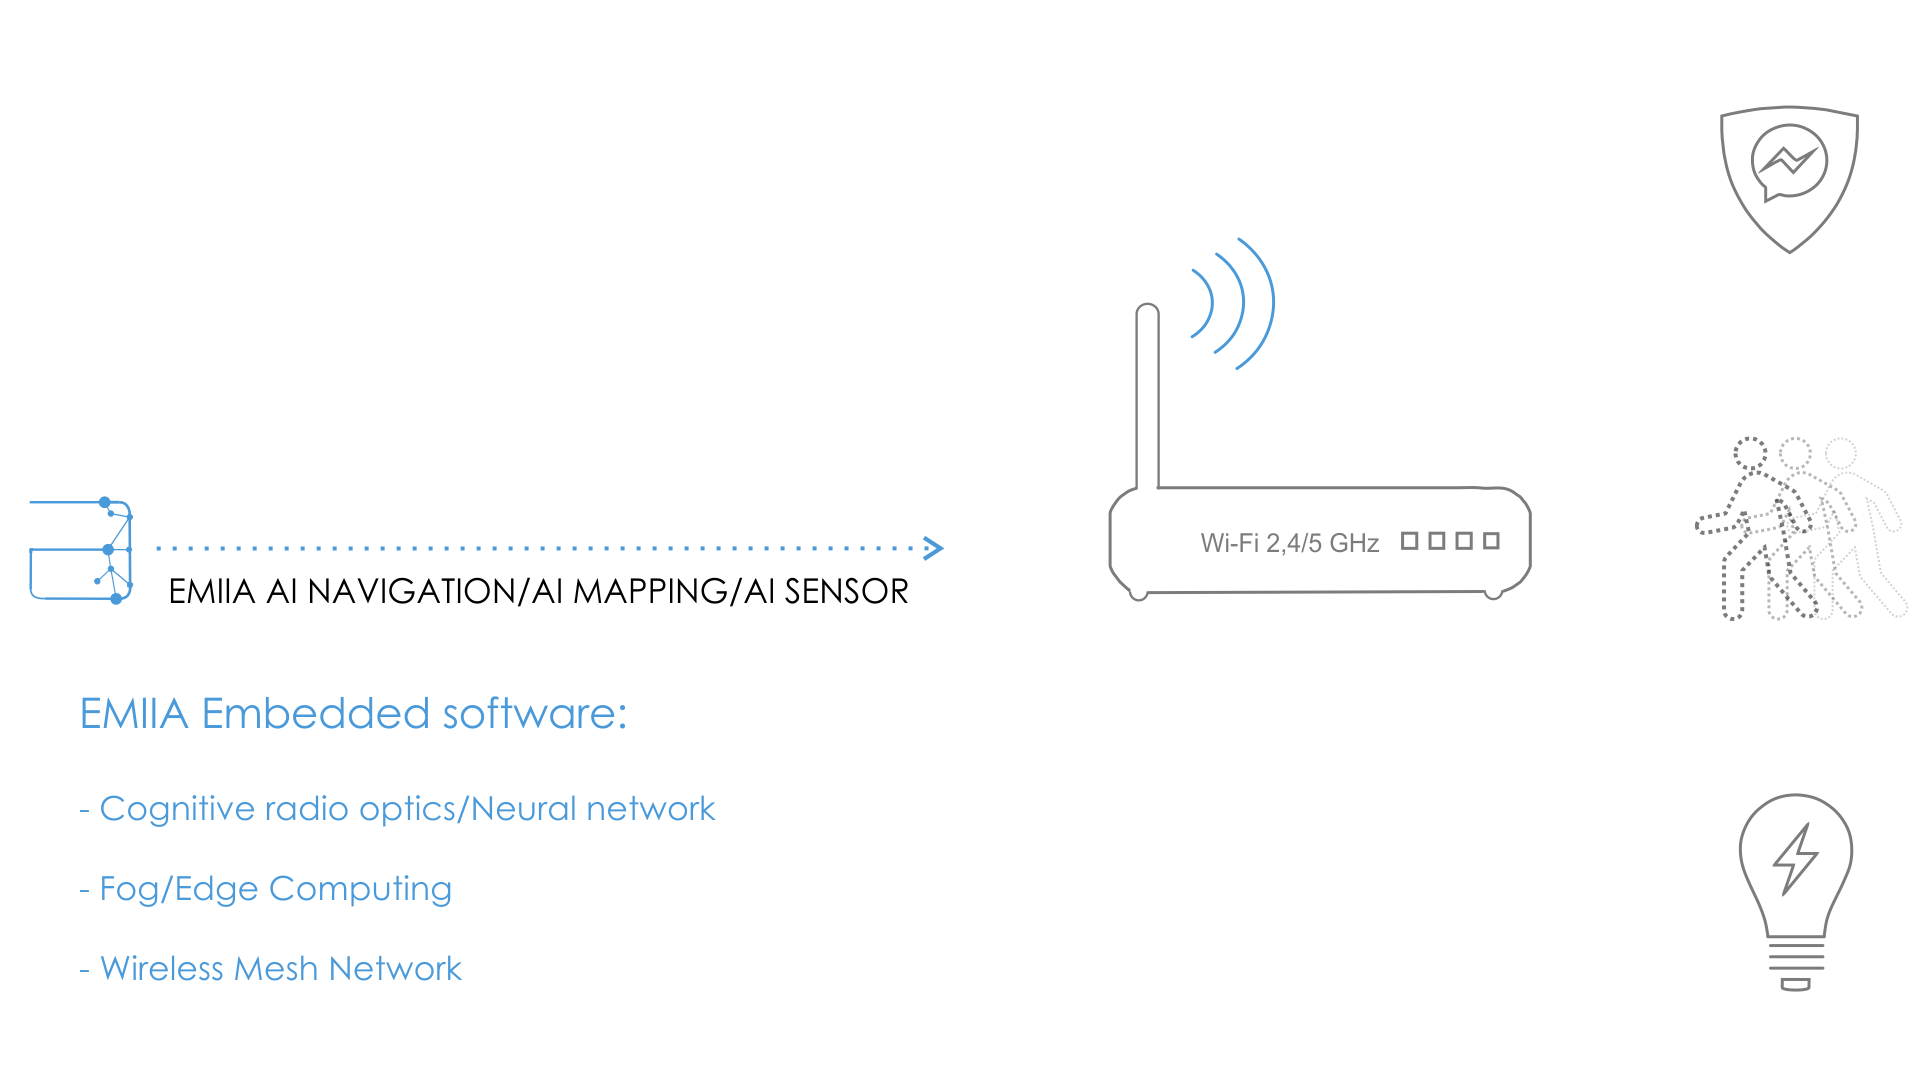 Wi-Fi 2,4/5 GHz
EMIIA AI NAVIGATION/AI MAPPING/AI SENSOR
EMIIA Embedded software:
- Cognitive radio optics/Neural network
- Fog/Edge Computing
- Wireless Mesh Network